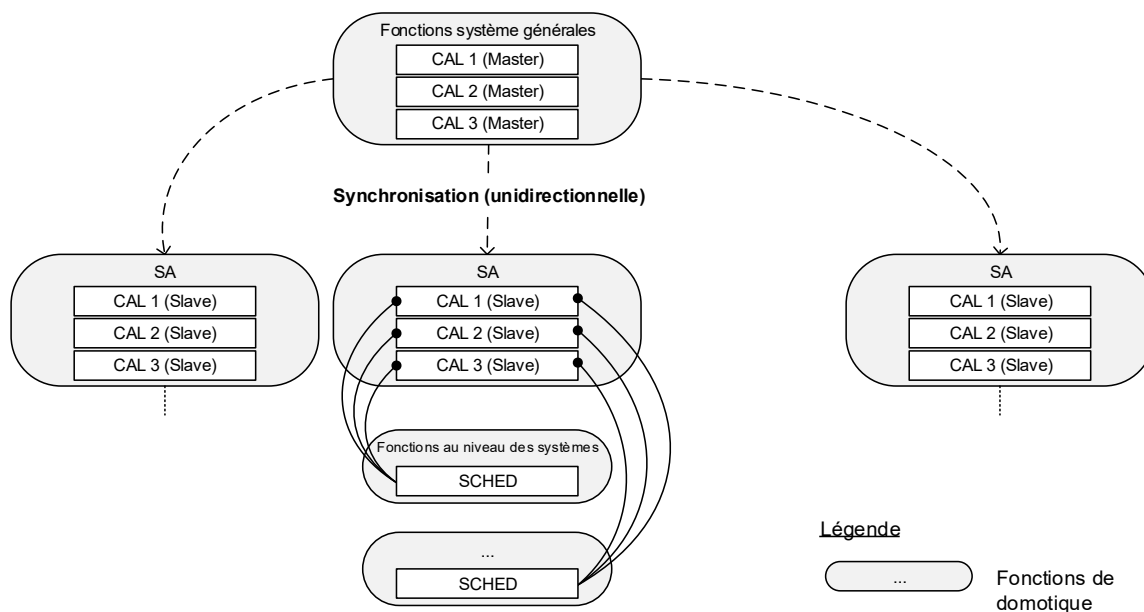 Fonctions système générales
CAL 1 (Master)
CAL 2 (Master)
CAL 3 (Master)
Synchronisation (unidirectionnelle)
SA
CAL 1 (Slave)
CAL 2 (Slave)
CAL 3 (Slave)
SA
CAL 1 (Slave)
CAL 2 (Slave)
CAL 3 (Slave)
SA
CAL 1 (Slave)
CAL 2 (Slave)
CAL 3 (Slave)
Fonctions au niveau des systèmes
SCHED
...
SCHED
Légende
...
Fonctions de
domotique